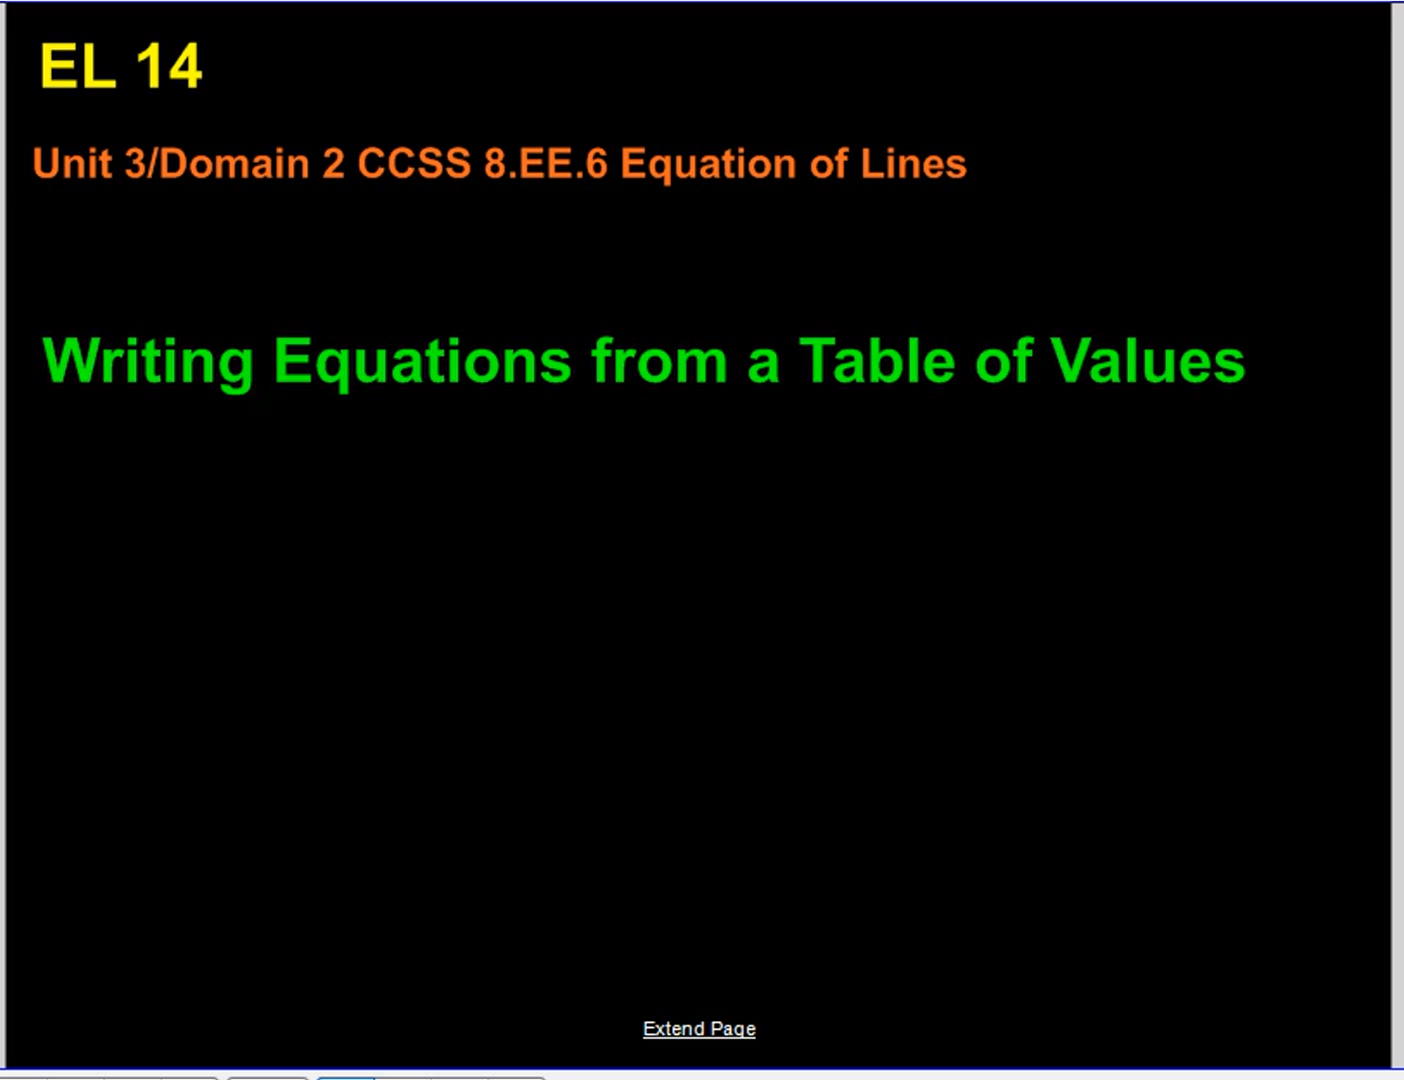 EL 14
Unit 3/Domain 2 CCSS 8.EE.6 Equation of Lines
Writing Equations from a Table of Values
Extend Page